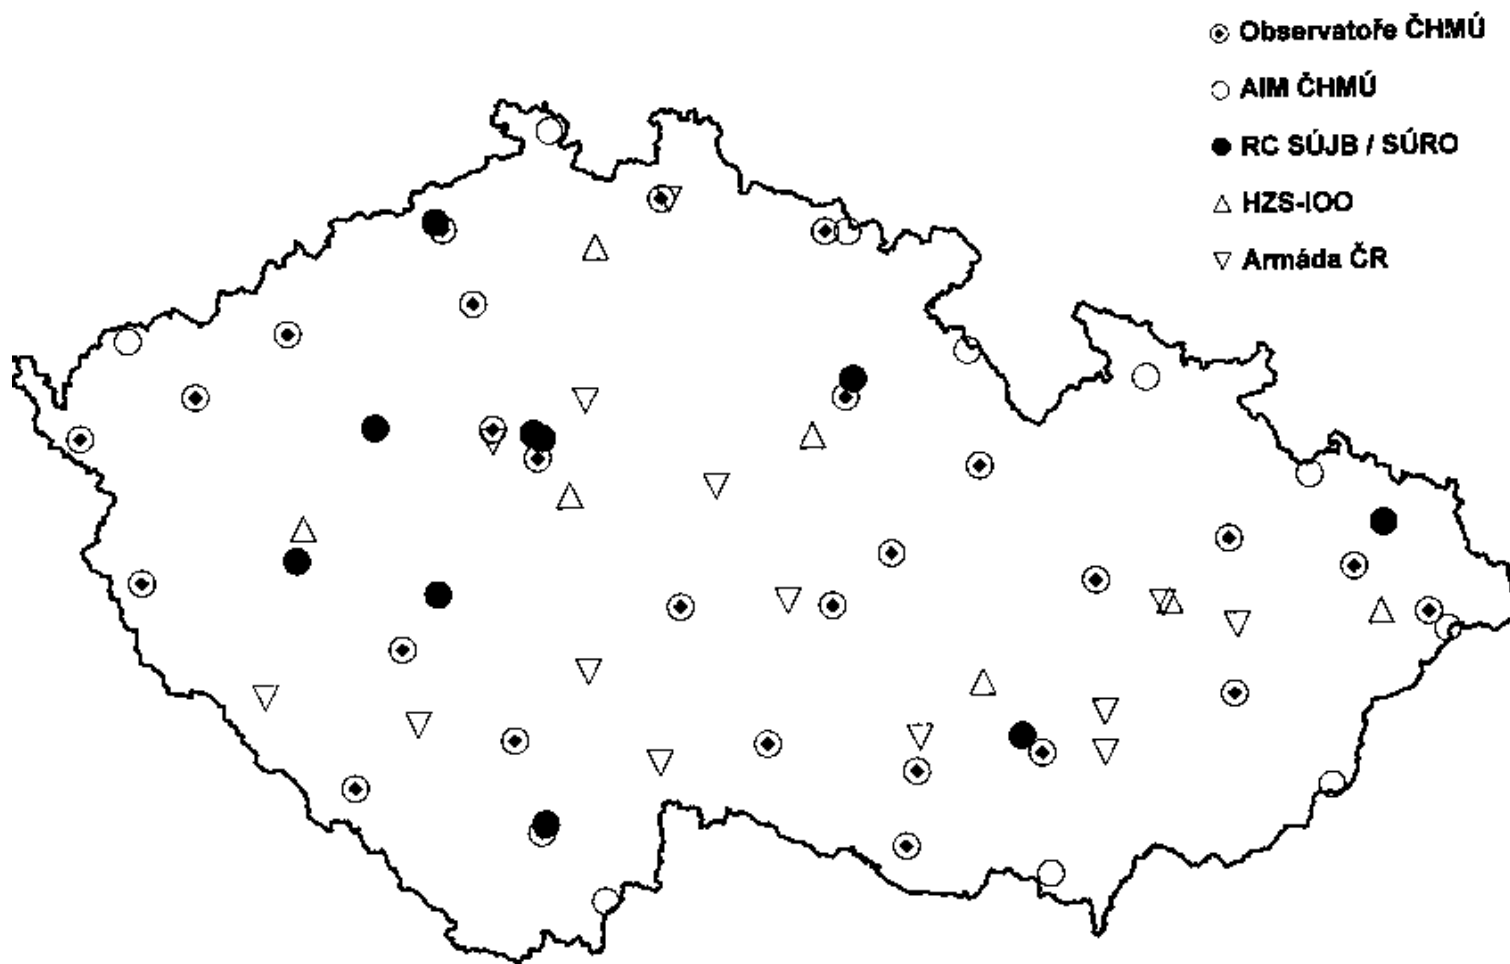 Observatoře ČHMÚ
AIM ČHMÚ
RC SÚJB / SÚRO
HZS-IOO
Armáda ČR